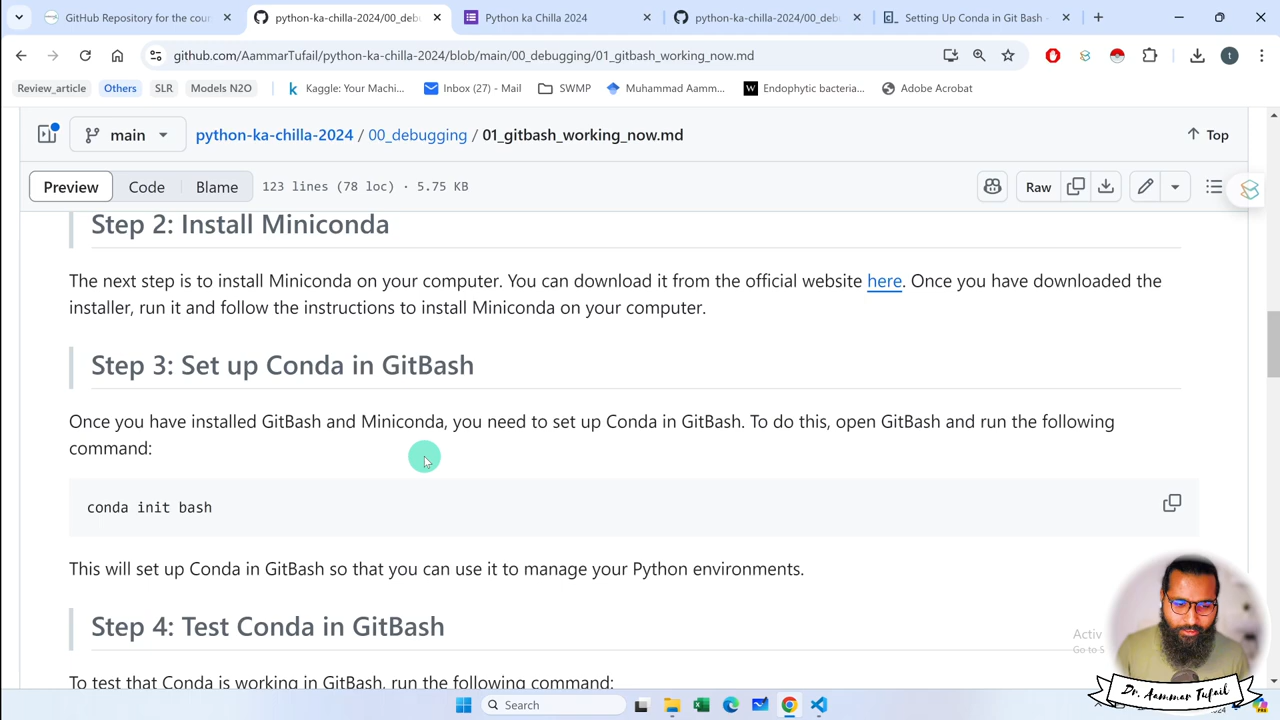 GitHub Repository for the cour
python-ka-chilla-2024/00_debu
Python ka Chilla 2024
python-ka-chilla-2024/00_deb
Setting Up Conda in Git Bash -
github.com/AammarTufail/python-ka-chilla-2024/blob/main/00_debugging/01_gitbash_working_now.md
t
Review_article
Others
SLR
Models N2O
Kaggle: Your Machi...
Inbox (27) - Mail
SWMP
Muhammad Aamm...
Endophytic bacteria...
Adobe Acrobat
main
python-ka-chilla-2024 / 00_debugging / 01_gitbash_working_now.md
Top
Preview
Code
Blame
123 lines (78 loc) · 5.75 KB
Raw
Step 2: Install Miniconda
The next step is to install Miniconda on your computer. You can download it from the official website here. Once you have downloaded the
installer, run it and follow the instructions to install Miniconda on your computer.
Step 3: Set up Conda in GitBash
Once you have installed GitBash and Miniconda, you need to set up Conda in GitBash. To do this, open GitBash and run the following
command:
conda init bash
This will set up Conda in GitBash so that you can use it to manage your Python environments.
Step 4: Test Conda in GitBash
To test that Conda is working in GitBash, run the following command:
Activ
Go to S
Search
Dr. Aammar Tufail